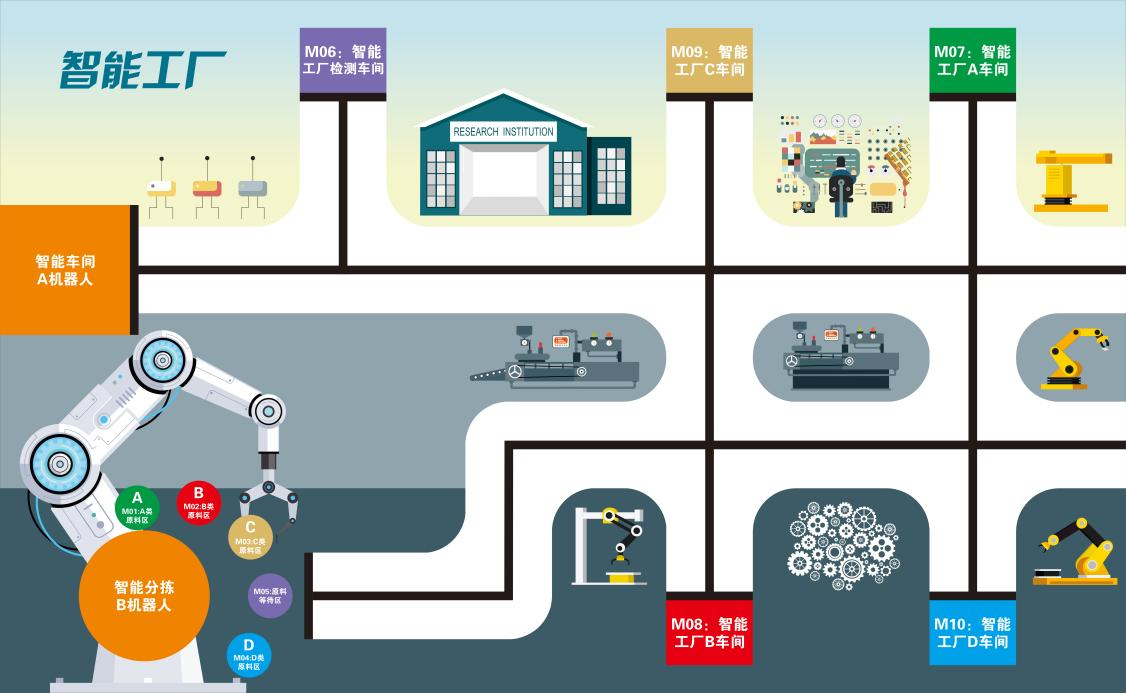 智能工厂
M06：智能
工厂检测车间
M09：智能
工厂C车间
M07：智能
工厂A车间
RESEARCH INSTITUTION
智能车间
A机器人
A
M01:A类
原料区
B
M02:B类
原料区
C
M03:C类
原料区
智能分拣
B机器人
M05:原料
等待区
D
M04:D类
原料区
M08：智能
工厂B车间
M10：智能
工厂D车间